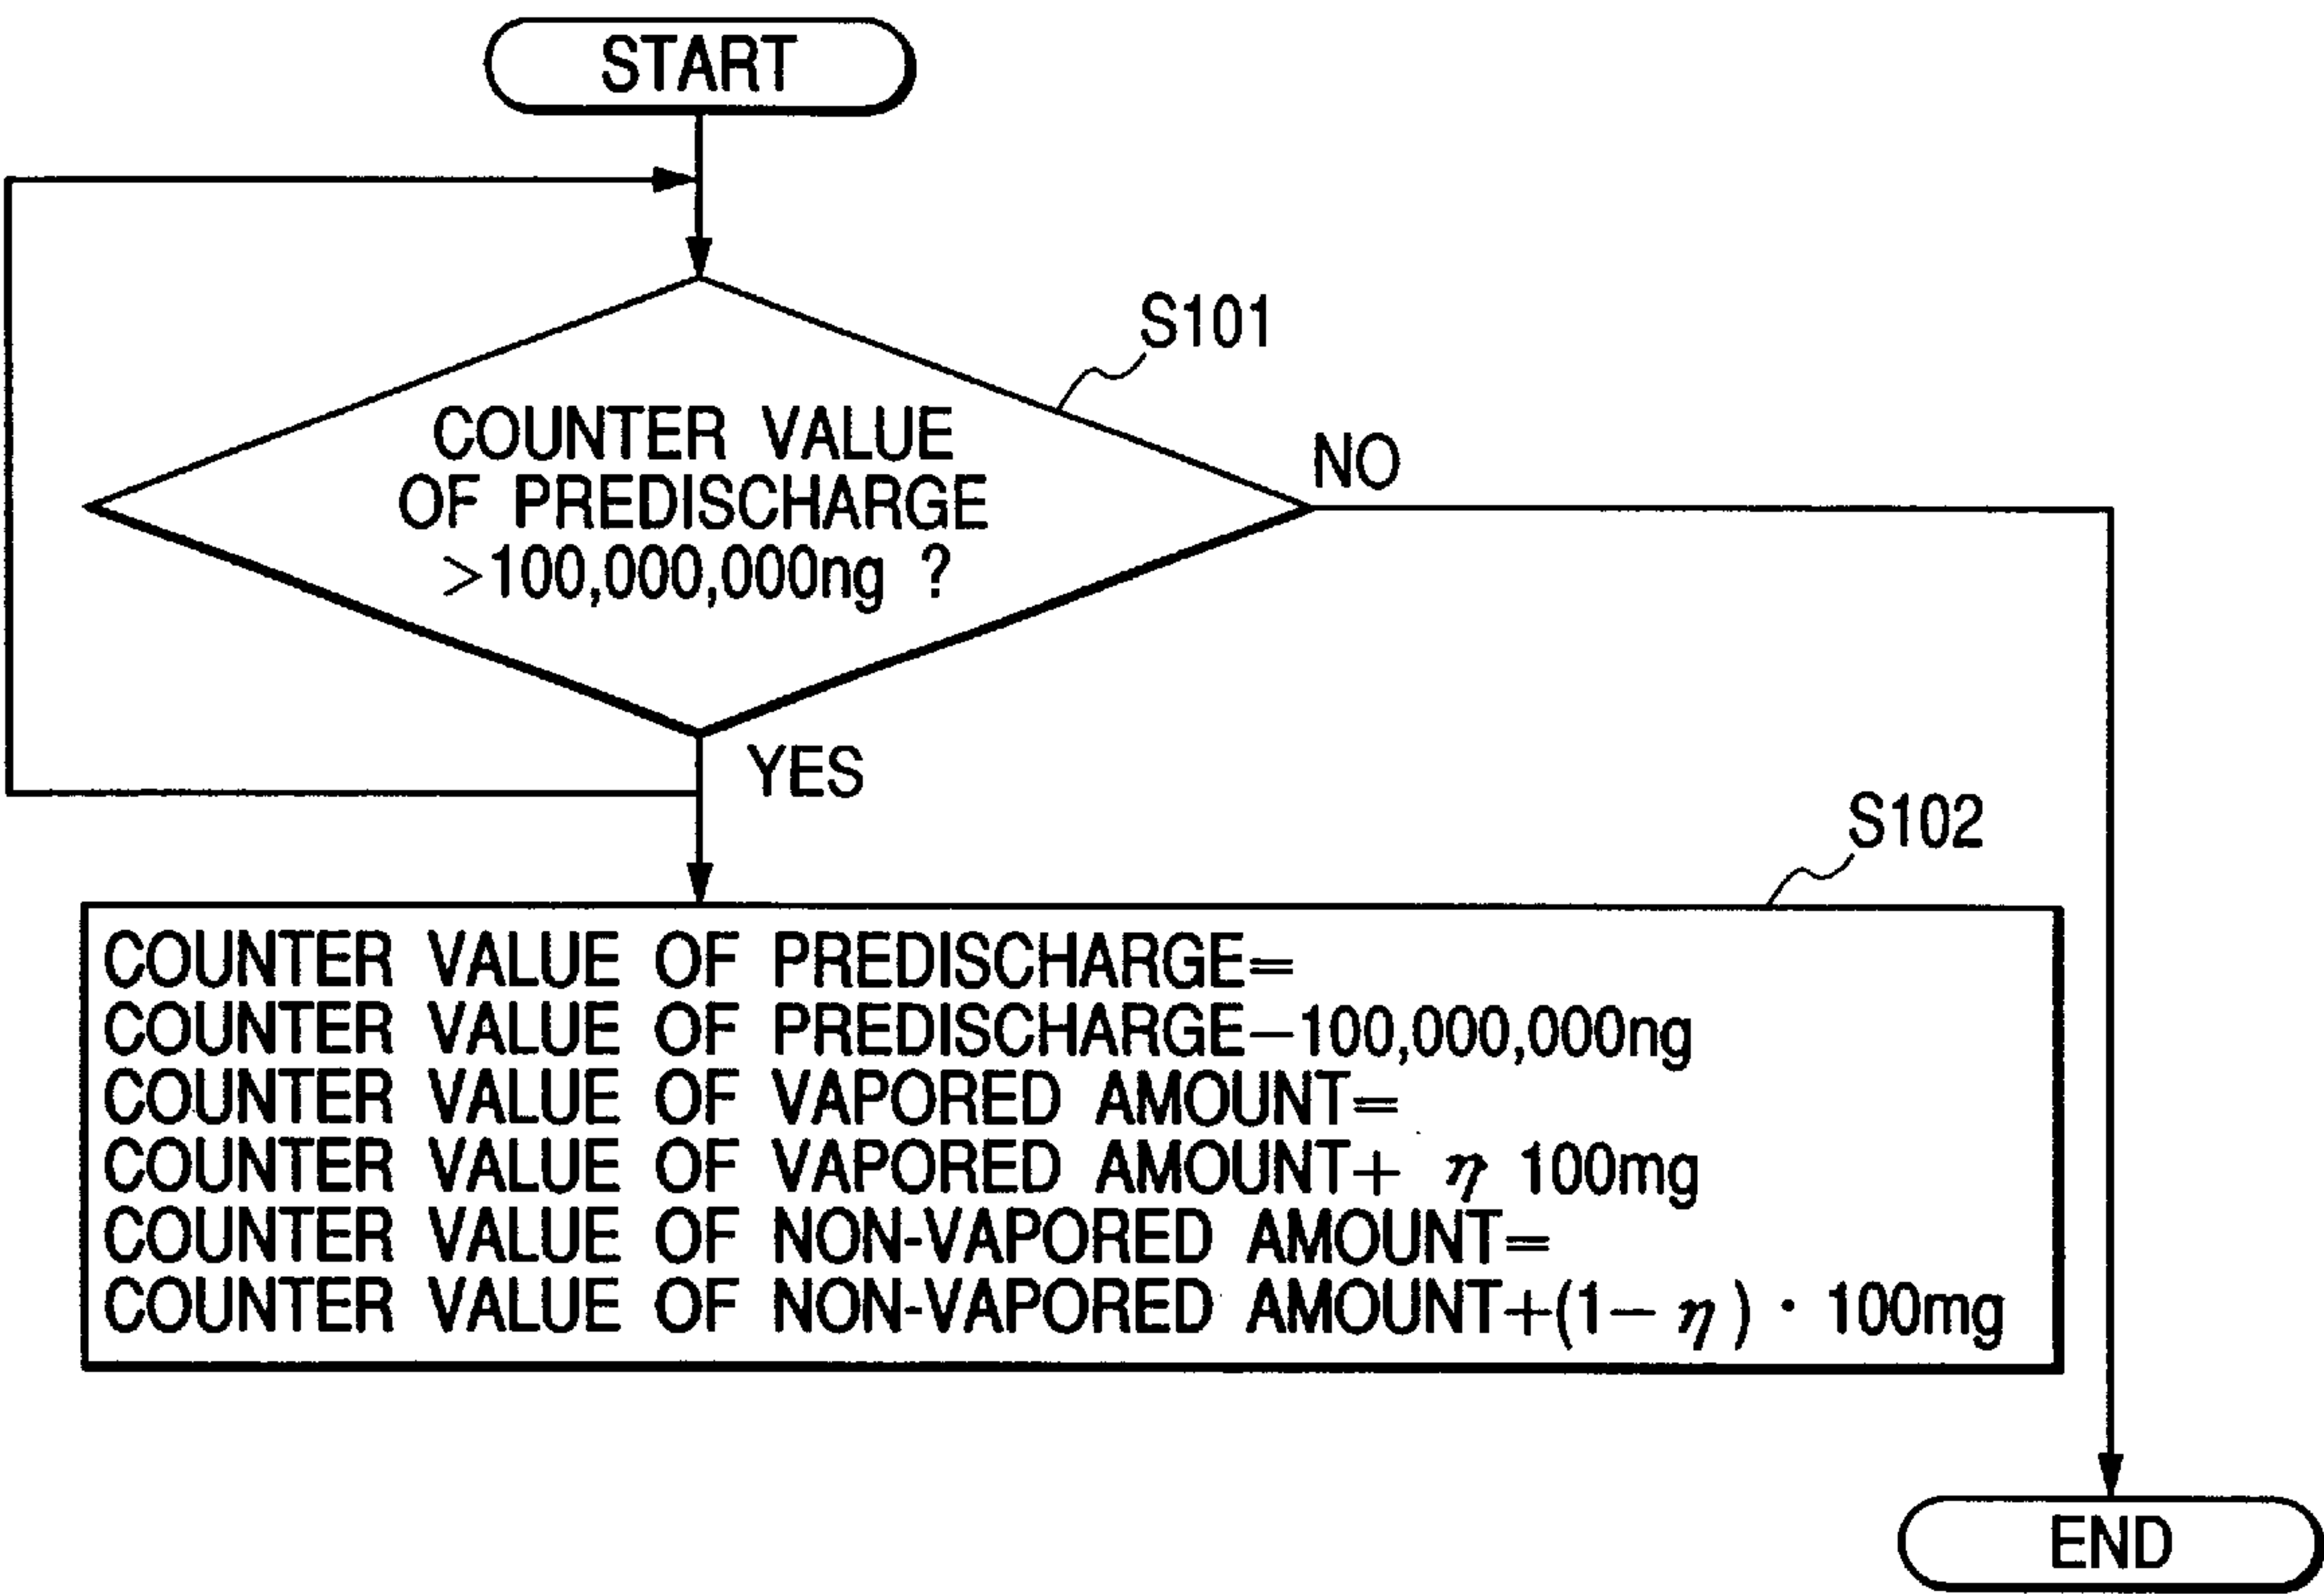 START
S101
COUNTER VALUE
OF PREDISCHARGE
>100,000,000ng ?
NO
YES
S102
COUNTER VALUE OF PREDISCHARGE=
COUNTER VALUE OF PREDISCHARGE−100,000,000ng
COUNTER VALUE OF VAPORED AMOUNT=
COUNTER VALUE OF VAPORED AMOUNT+ η 100mg
COUNTER VALUE OF NON-VAPORED AMOUNT=
COUNTER VALUE OF NON-VAPORED AMOUNT+(1− η) · 100mg
END